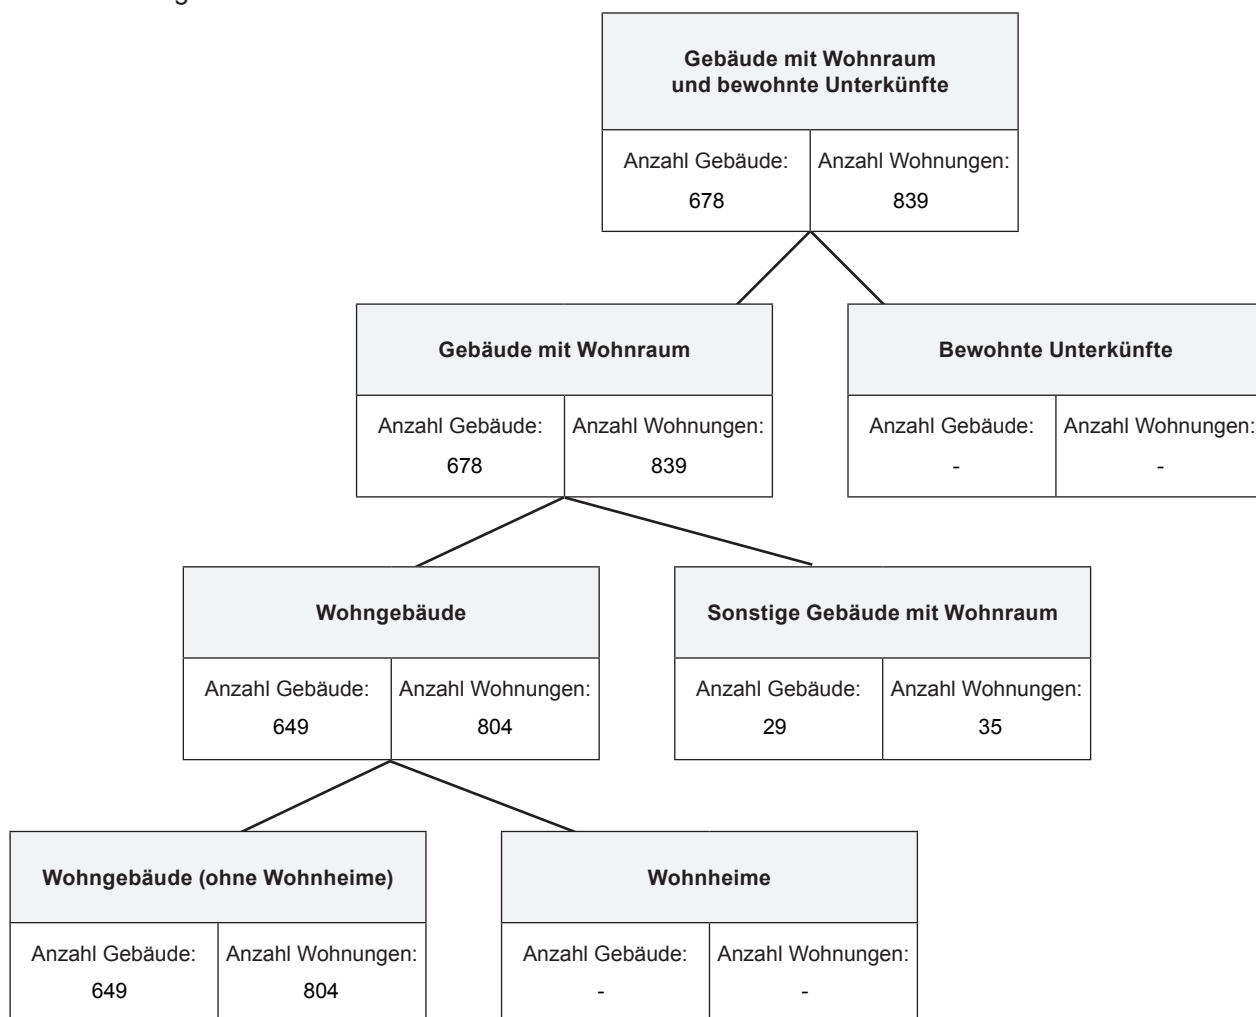 Gebäude mit Wohnraum
und bewohnte Unterkünfte
Anzahl Gebäude: Anzahl Wohnungen:
678 839
Gebäude mit Wohnraum
Anzahl Gebäude: Anzahl Wohnungen:
678 839
Bewohnte Unterkünfte
Anzahl Gebäude: Anzahl Wohnungen:
- -
Wohngebäude
Anzahl Gebäude: Anzahl Wohnungen:
649 804
Sonstige Gebäude mit Wohnraum
Anzahl Gebäude: Anzahl Wohnungen:
29 35
Wohngebäude (ohne Wohnheime)
Anzahl Gebäude: Anzahl Wohnungen:
649 804
Wohnheime
Anzahl Gebäude: Anzahl Wohnungen:
- -